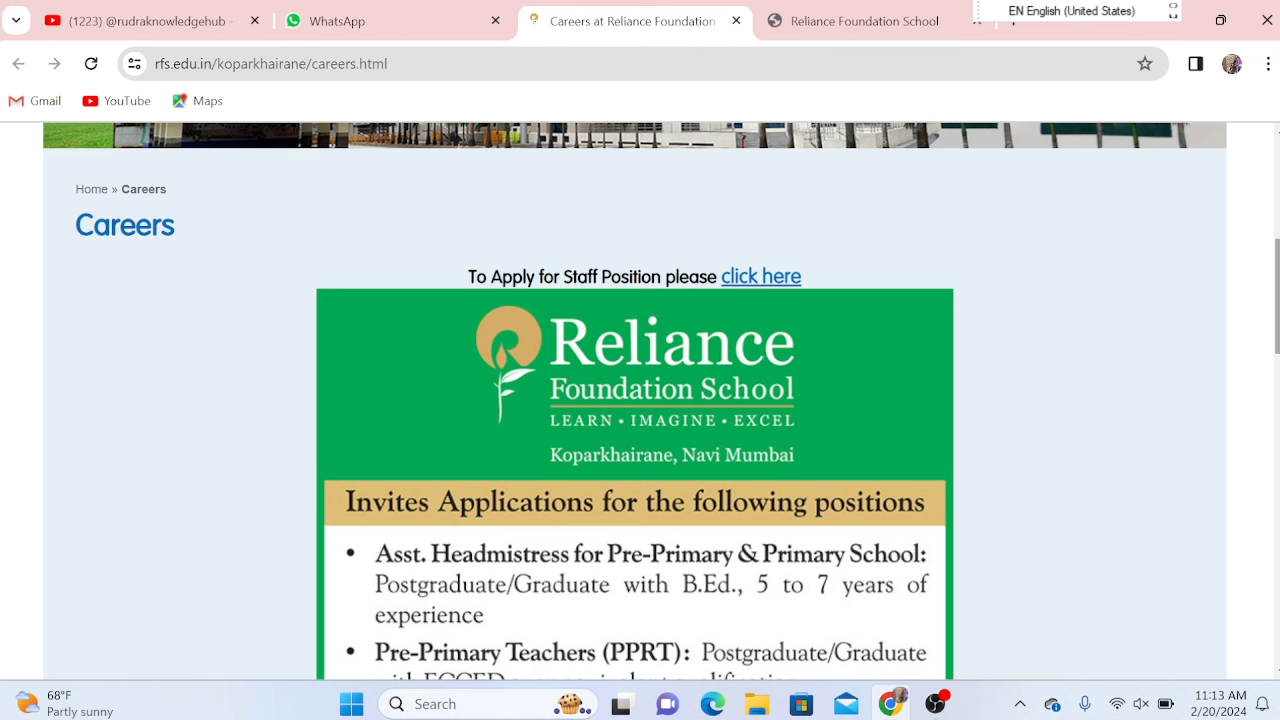 (1223) @rudraknowledgehub -
WhatsApp
Careers at Reliance Foundation
Reliance Foundation School
EN English (United States)
rfs.edu.in/koparkhairane/careers.html
Gmail
YouTube
Maps
Home » Careers
Careers
To Apply for Staff Position please click here
Reliance
Foundation School
LEARN • IMAGINE • EXCEL
Koparkhairane, Navi Mumbai
Invites Applications for the following positions
• Asst. Headmistress for Pre-Primary & Primary School:
Postgraduate/Graduate with B.Ed., 5 to 7 years of
experience
• Pre-Primary Teachers (PPRT): Postgraduate/Graduate
68°F
Partly sunny
Search
11:13 AM
2/20/2024